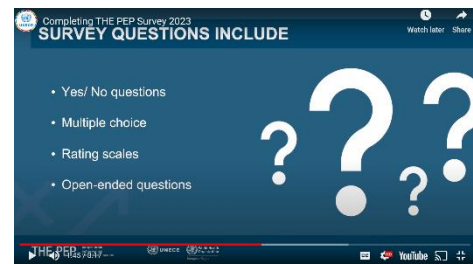 Completing THE PEP Survey 2023
SURVEY QUESTIONS INCLUDE
Watch later
Share
• Yes/ No questions
• Multiple choice
• Rating scales
• Open-ended questions
? ? ? ? ?
THE PEP
UNECE
YouTube